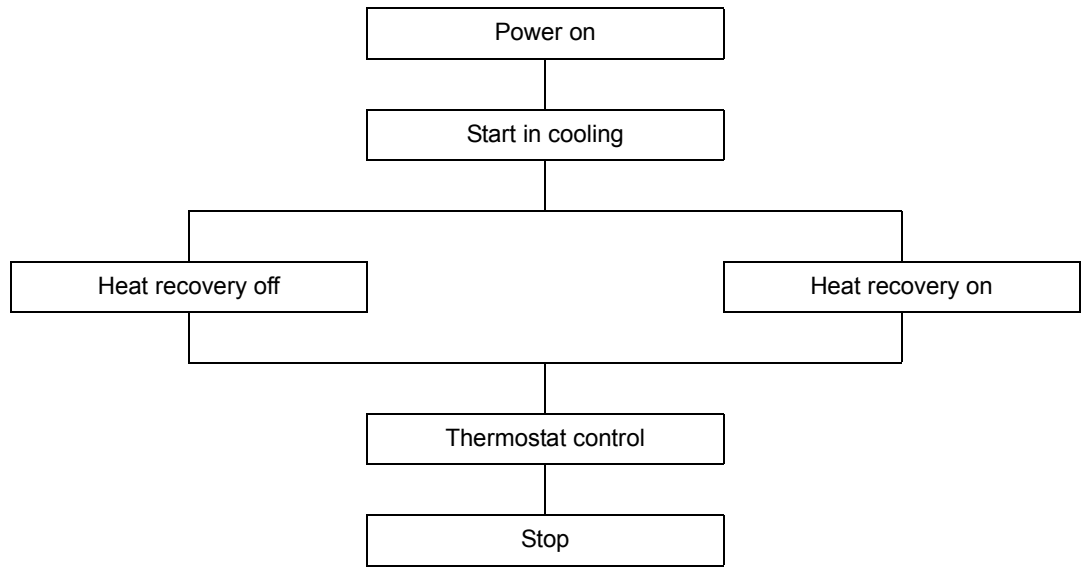 Power on
Start in cooling
Heat recovery off
Heat recovery on
Thermostat control
Stop